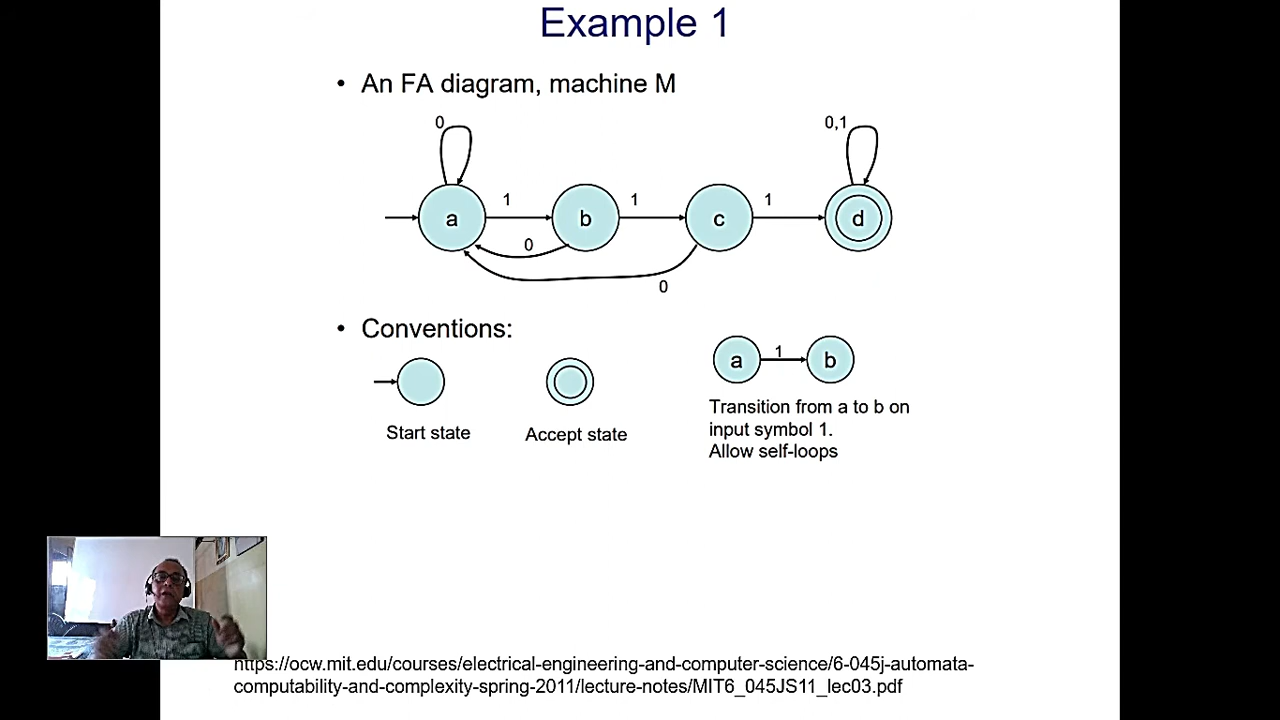 Example 1
• An FA diagram, machine M
0
0,1
a
1
b
1
c
1
d
0
0
• Conventions:
a
1
b
Start state
Accept state
Transition from a to b on
input symbol 1.
Allow self-loops
https://ocw.mit.edu/courses/electrical-engineering-and-computer-science/6-045j-automata-
computability-and-complexity-spring-2011/lecture-notes/MIT6_045JS11_lec03.pdf